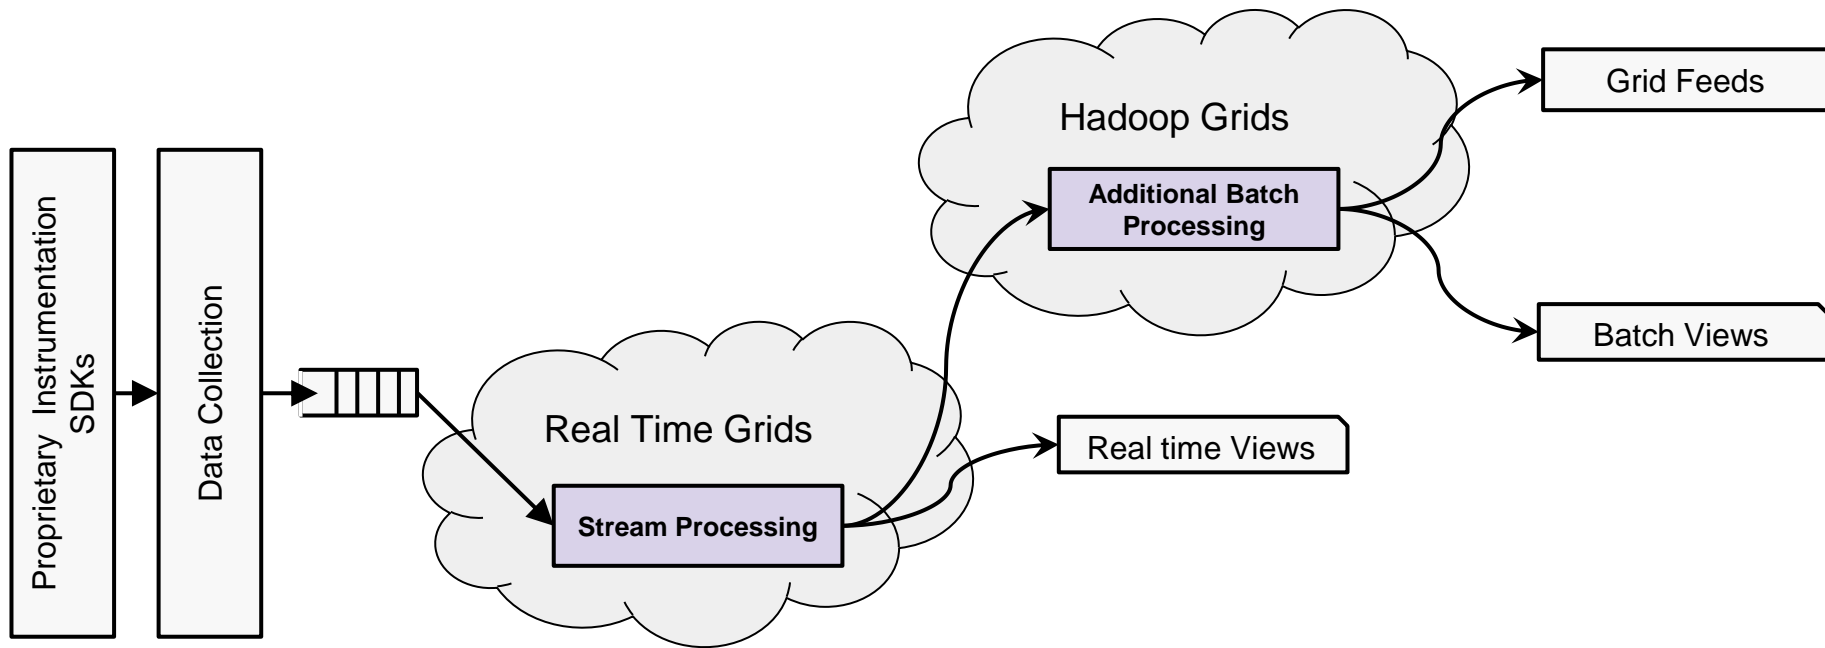 Proprietary Instrumentation
SDKs
Data Collection
Real Time Grids
Stream Processing
Hadoop Grids
Additional Batch
Processing
Real time Views
Grid Feeds
Batch Views